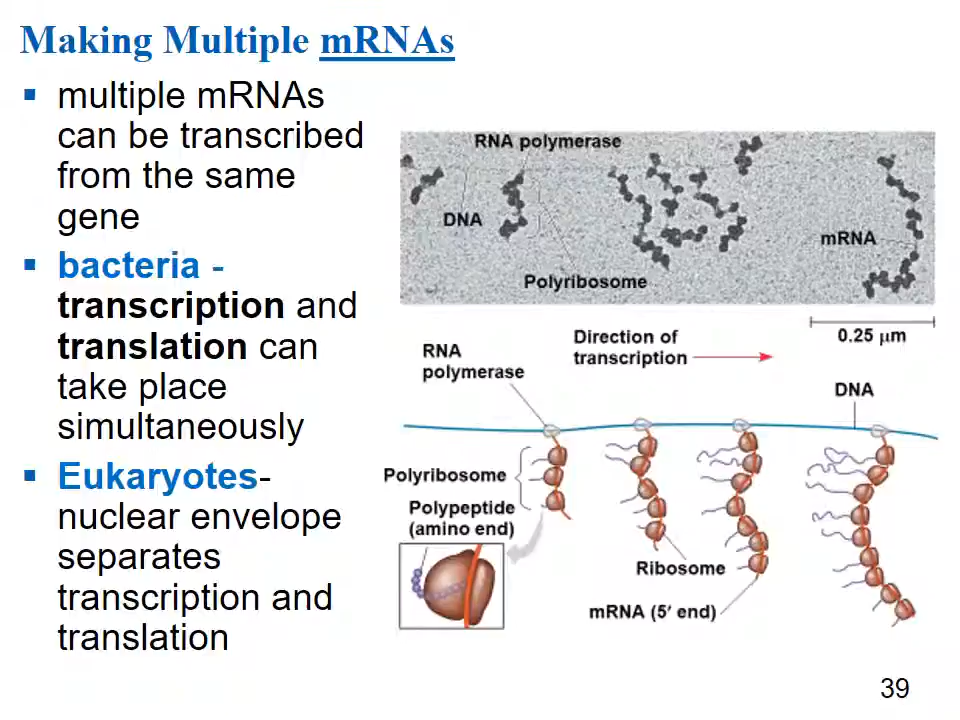 Making Multiple mRNAs
▪ multiple mRNAs
can be transcribed
from the same
gene
▪ bacteria -
transcription and
translation can
take place
simultaneously
▪ Eukaryotes-
nuclear envelope
separates
transcription and
translation
RNA polymerase
DNA
mRNA
Polyribosome
0.25 μm
RNA
polymerase
Direction of
transcription
DNA
Polyribosome
Polypeptide
(amino end)
Ribosome
mRNA (5′ end)
39